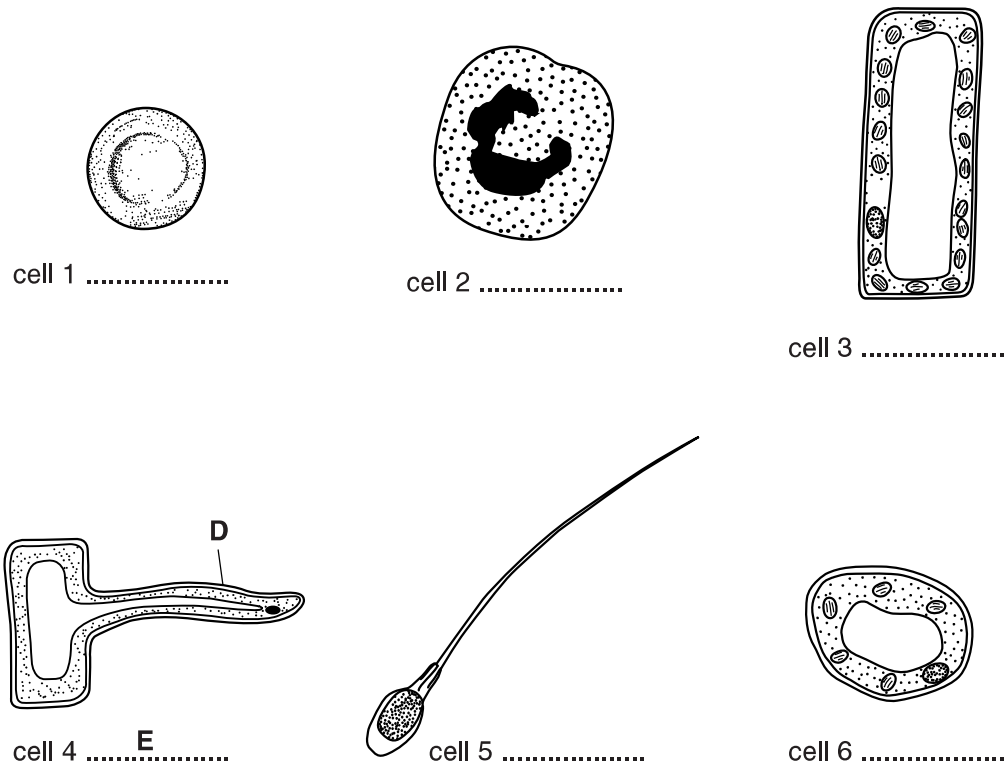 cell 1 ..................
cell 2 ..................
cell 3 ..................
D
cell 4 ......E..........
cell 5 ..................
cell 6 ..................